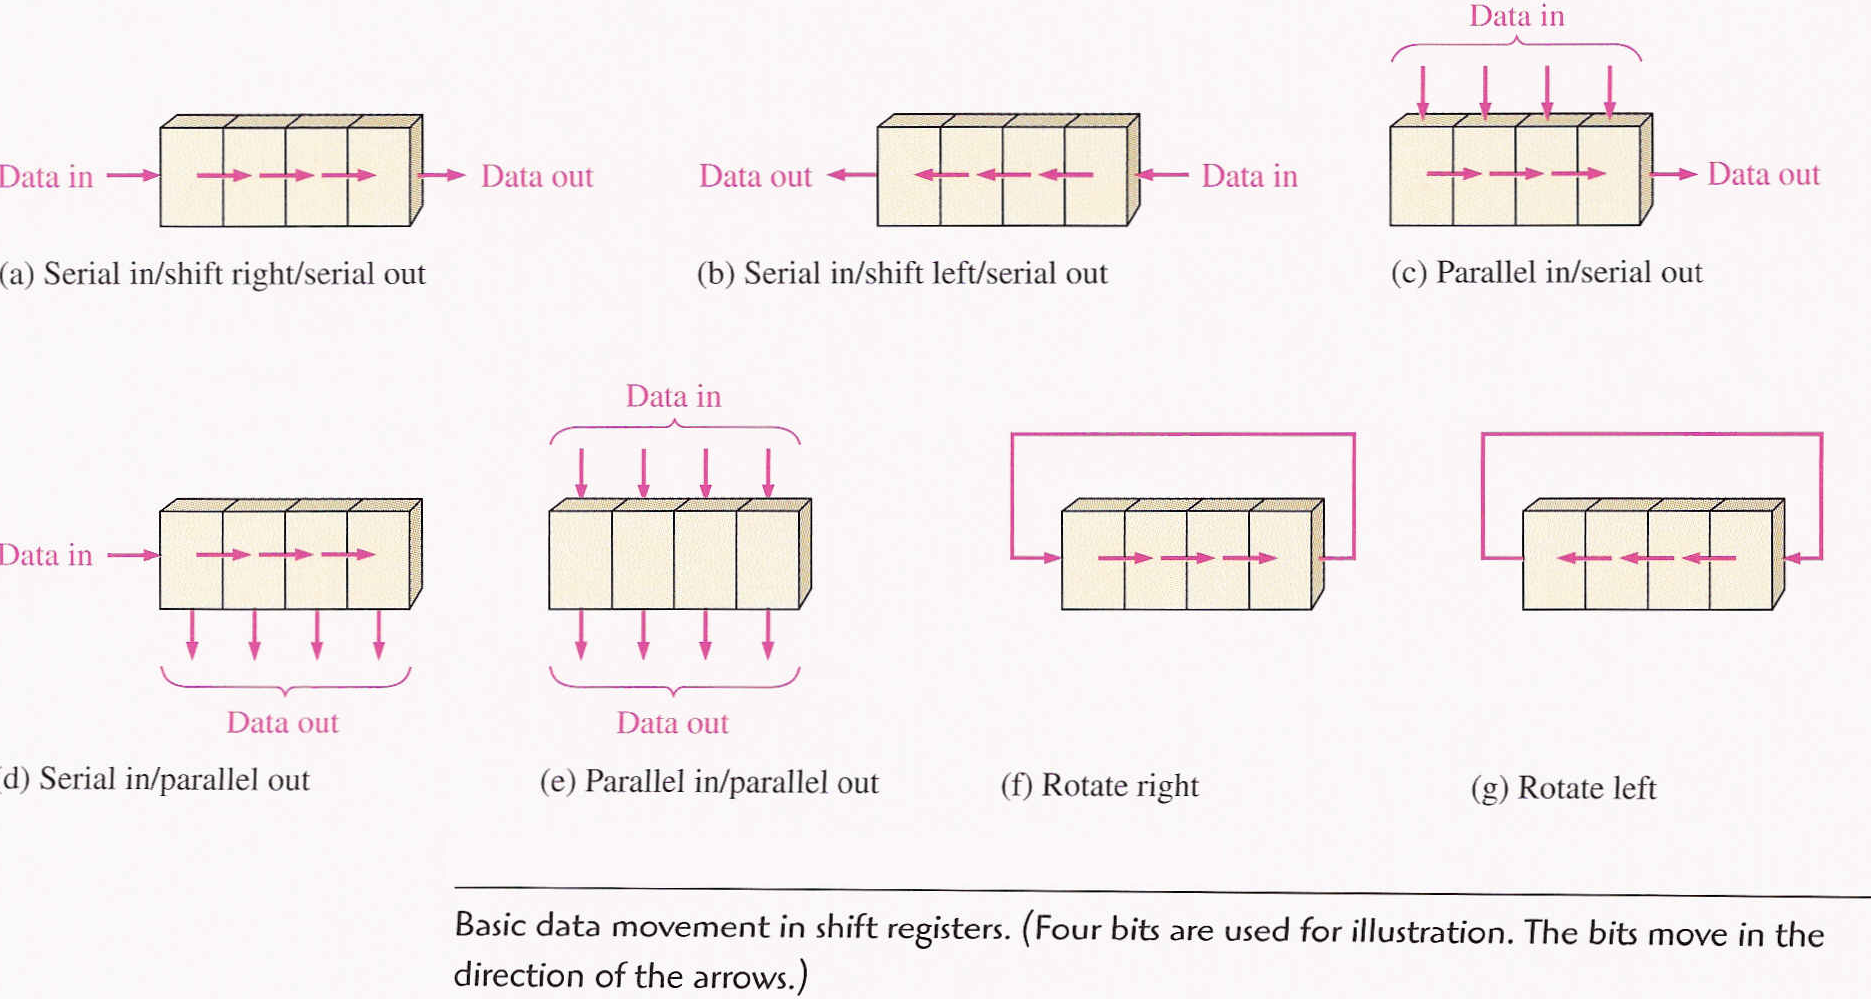 Data in
Data in
Data out
Data out
Data in
Data out
(a) Serial in/shift right/serial out
(b) Serial in/shift left/serial out
(c) Parallel in/serial out
Data in
Data in
Data out
Data out
d) Serial in/parallel out
(e) Parallel in/parallel out
(f) Rotate right
(g) Rotate left
Basic data movement in shift registers. (Four bits are used for illustration. The bits move in the
direction of the arrows.)